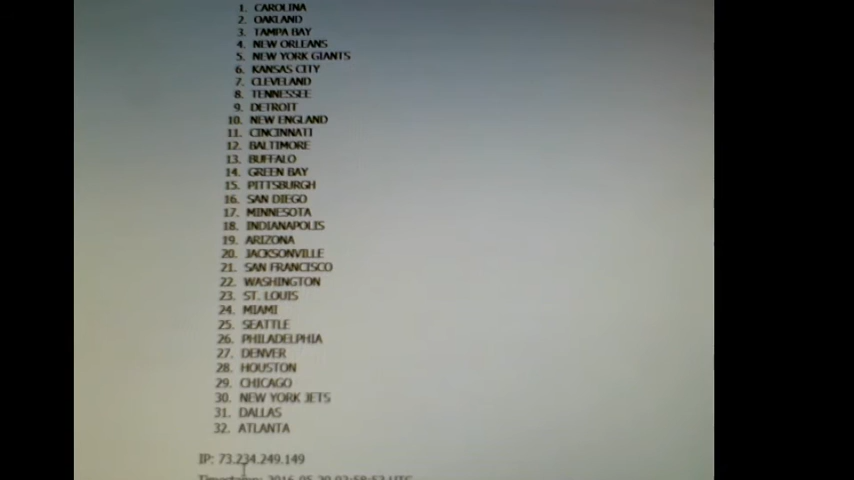 1. CAROLINA
2. OAKLAND
3. TAMPA BAY
4. NEW ORLEANS
5. NEW YORK GIANTS
6. KANSAS CITY
7. CLEVELAND
8. TENNESSEE
9. DETROIT
10. NEW ENGLAND
11. CINCINNATI
12. BALTIMORE
13. BUFFALO
14. GREEN BAY
15. PITTSBURGH
16. SAN DIEGO
17. MINNESOTA
18. INDIANAPOLIS
19. ARIZONA
20. JACKSONVILLE
21. SAN FRANCISCO
22. WASHINGTON
23. ST. LOUIS
24. MIAMI
25. SEATTLE
26. PHILADELPHIA
27. DENVER
28. HOUSTON
29. CHICAGO
30. NEW YORK JETS
31. DALLAS
32. ATLANTA
IP: 73.234.249.149